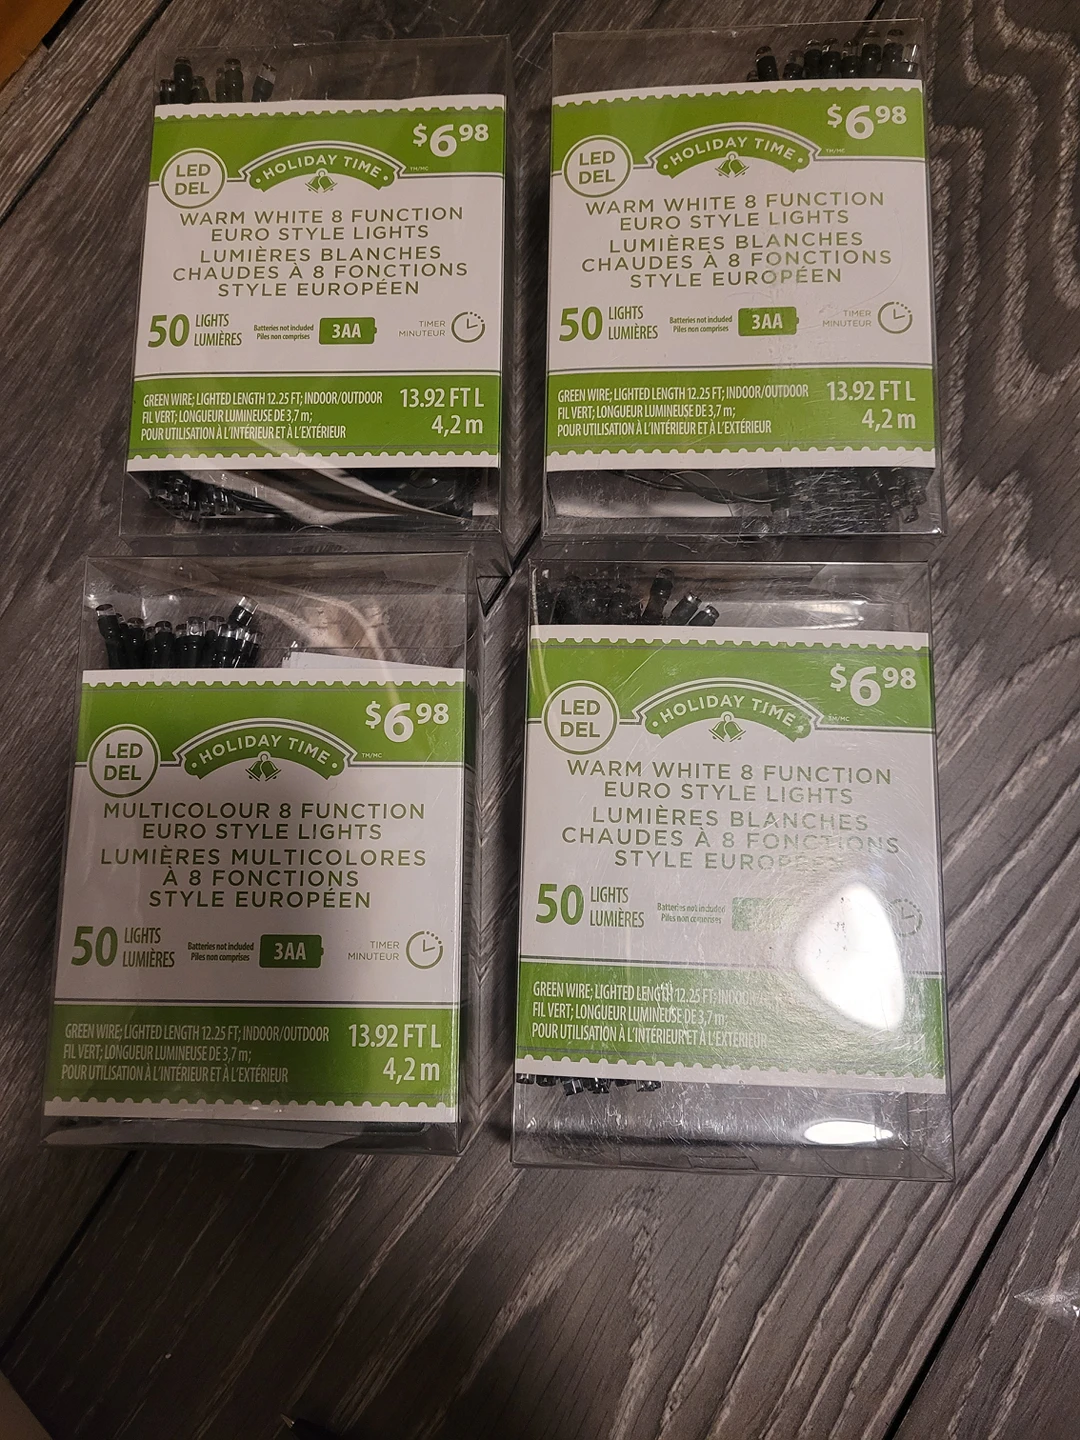 $6.98
LED
DEL
HOLIDAY TIME
TM/MC
WARM WHITE 8 FUNCTION
EURO STYLE LIGHTS
LUMIÈRES BLANCHES
CHAUDES À 8 FONCTIONS
STYLE EUROPÉEN
50 LIGHTS
LUMIÈRES
Batteries not included
Piles non comprises
3AA
TIMER
MINUTEUR
GREEN WIRE; LIGHTED LENGTH 12.25 FT; INDOOR/OUTDOOR
FIL VERT; LONGUEUR LUMINEUSE DE 3,7 m;
POUR UTILISATION À L'INTÉRIEUR ET À L'EXTÉRIEUR
13.92 FT L
4,2 m
$6.98
LED
DEL
HOLIDAY TIME
TM/MC
WARM WHITE 8 FUNCTION
EURO STYLE LIGHTS
LUMIÈRES BLANCHES
CHAUDES À 8 FONCTIONS
STYLE EUROPÉEN
50 LIGHTS
LUMIÈRES
Batteries not included
Piles non comprises
3AA
TIMER
MINUTEUR
GREEN WIRE; LIGHTED LENGTH 12.25 FT; INDOOR/OUTDOOR
FIL VERT; LONGUEUR LUMINEUSE DE 3,7 m;
POUR UTILISATION À L'INTÉRIEUR ET À L'EXTÉRIEUR
13.92 FT L
4,2 m
$6.98
LED
DEL
HOLIDAY TIME
TM/MC
MULTICOLOUR 8 FUNCTION
EURO STYLE LIGHTS
LUMIÈRES MULTICOLORES
À 8 FONCTIONS
STYLE EUROPÉEN
50 LIGHTS
LUMIÈRES
Batteries not included
Piles non comprises
3AA
TIMER
MINUTEUR
GREEN WIRE; LIGHTED LENGTH 12.25 FT; INDOOR/OUTDOOR
FIL VERT; LONGUEUR LUMINEUSE DE 3,7 m;
POUR UTILISATION À L'INTÉRIEUR ET À L'EXTÉRIEUR
13.92 FT L
4,2 m
$6.98
LED
DEL
HOLIDAY TIME
TM/MC
WARM WHITE 8 FUNCTION
EURO STYLE LIGHTS
LUMIÈRES BLANCHES
CHAUDES À 8 FONCTIONS
STYLE EUROPÉEN
50 LIGHTS
LUMIÈRES
Batteries not included
Piles non comprises
GREEN WIRE; LIGHTED LENGTH 12.25 FT;
FIL VERT; LONGUEUR LUMINEUSE DE 3,7 m;
POUR UTILISATION À L'INTÉRIEUR ET À L'EXTÉRIEUR